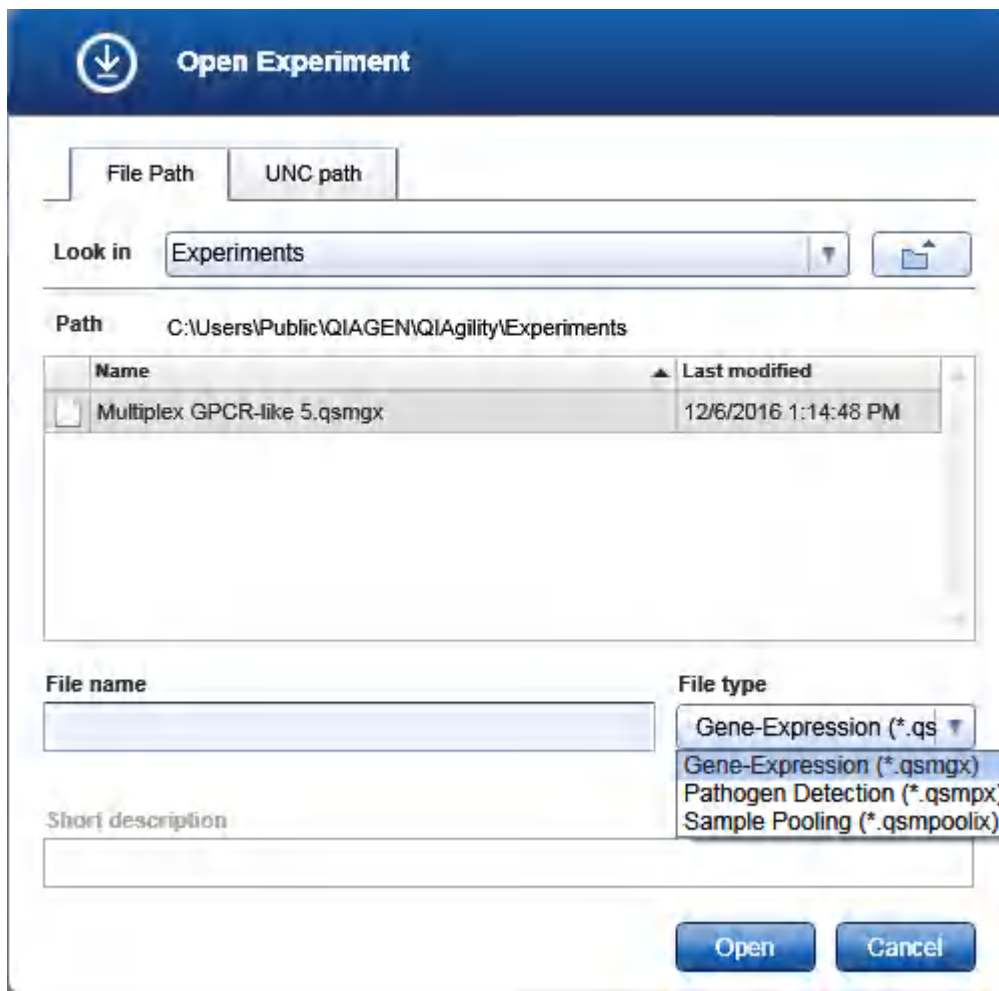 Open Experiment
File Path UNC path
Look in Experiments
Path C:\Users\Public\QIAGEN\QIAgility\Experiments
Name Last modified
Multiplex GPCR-like 5.qsmgx 12/6/2016 1:14:48 PM
File name File type
Gene-Expression (*.qs
Gene-Expression (*.qsmgx)
Pathogen Detection (*.qsmpx)
Short description Sample Pooling (*.qsmpoolix)
Open Cancel